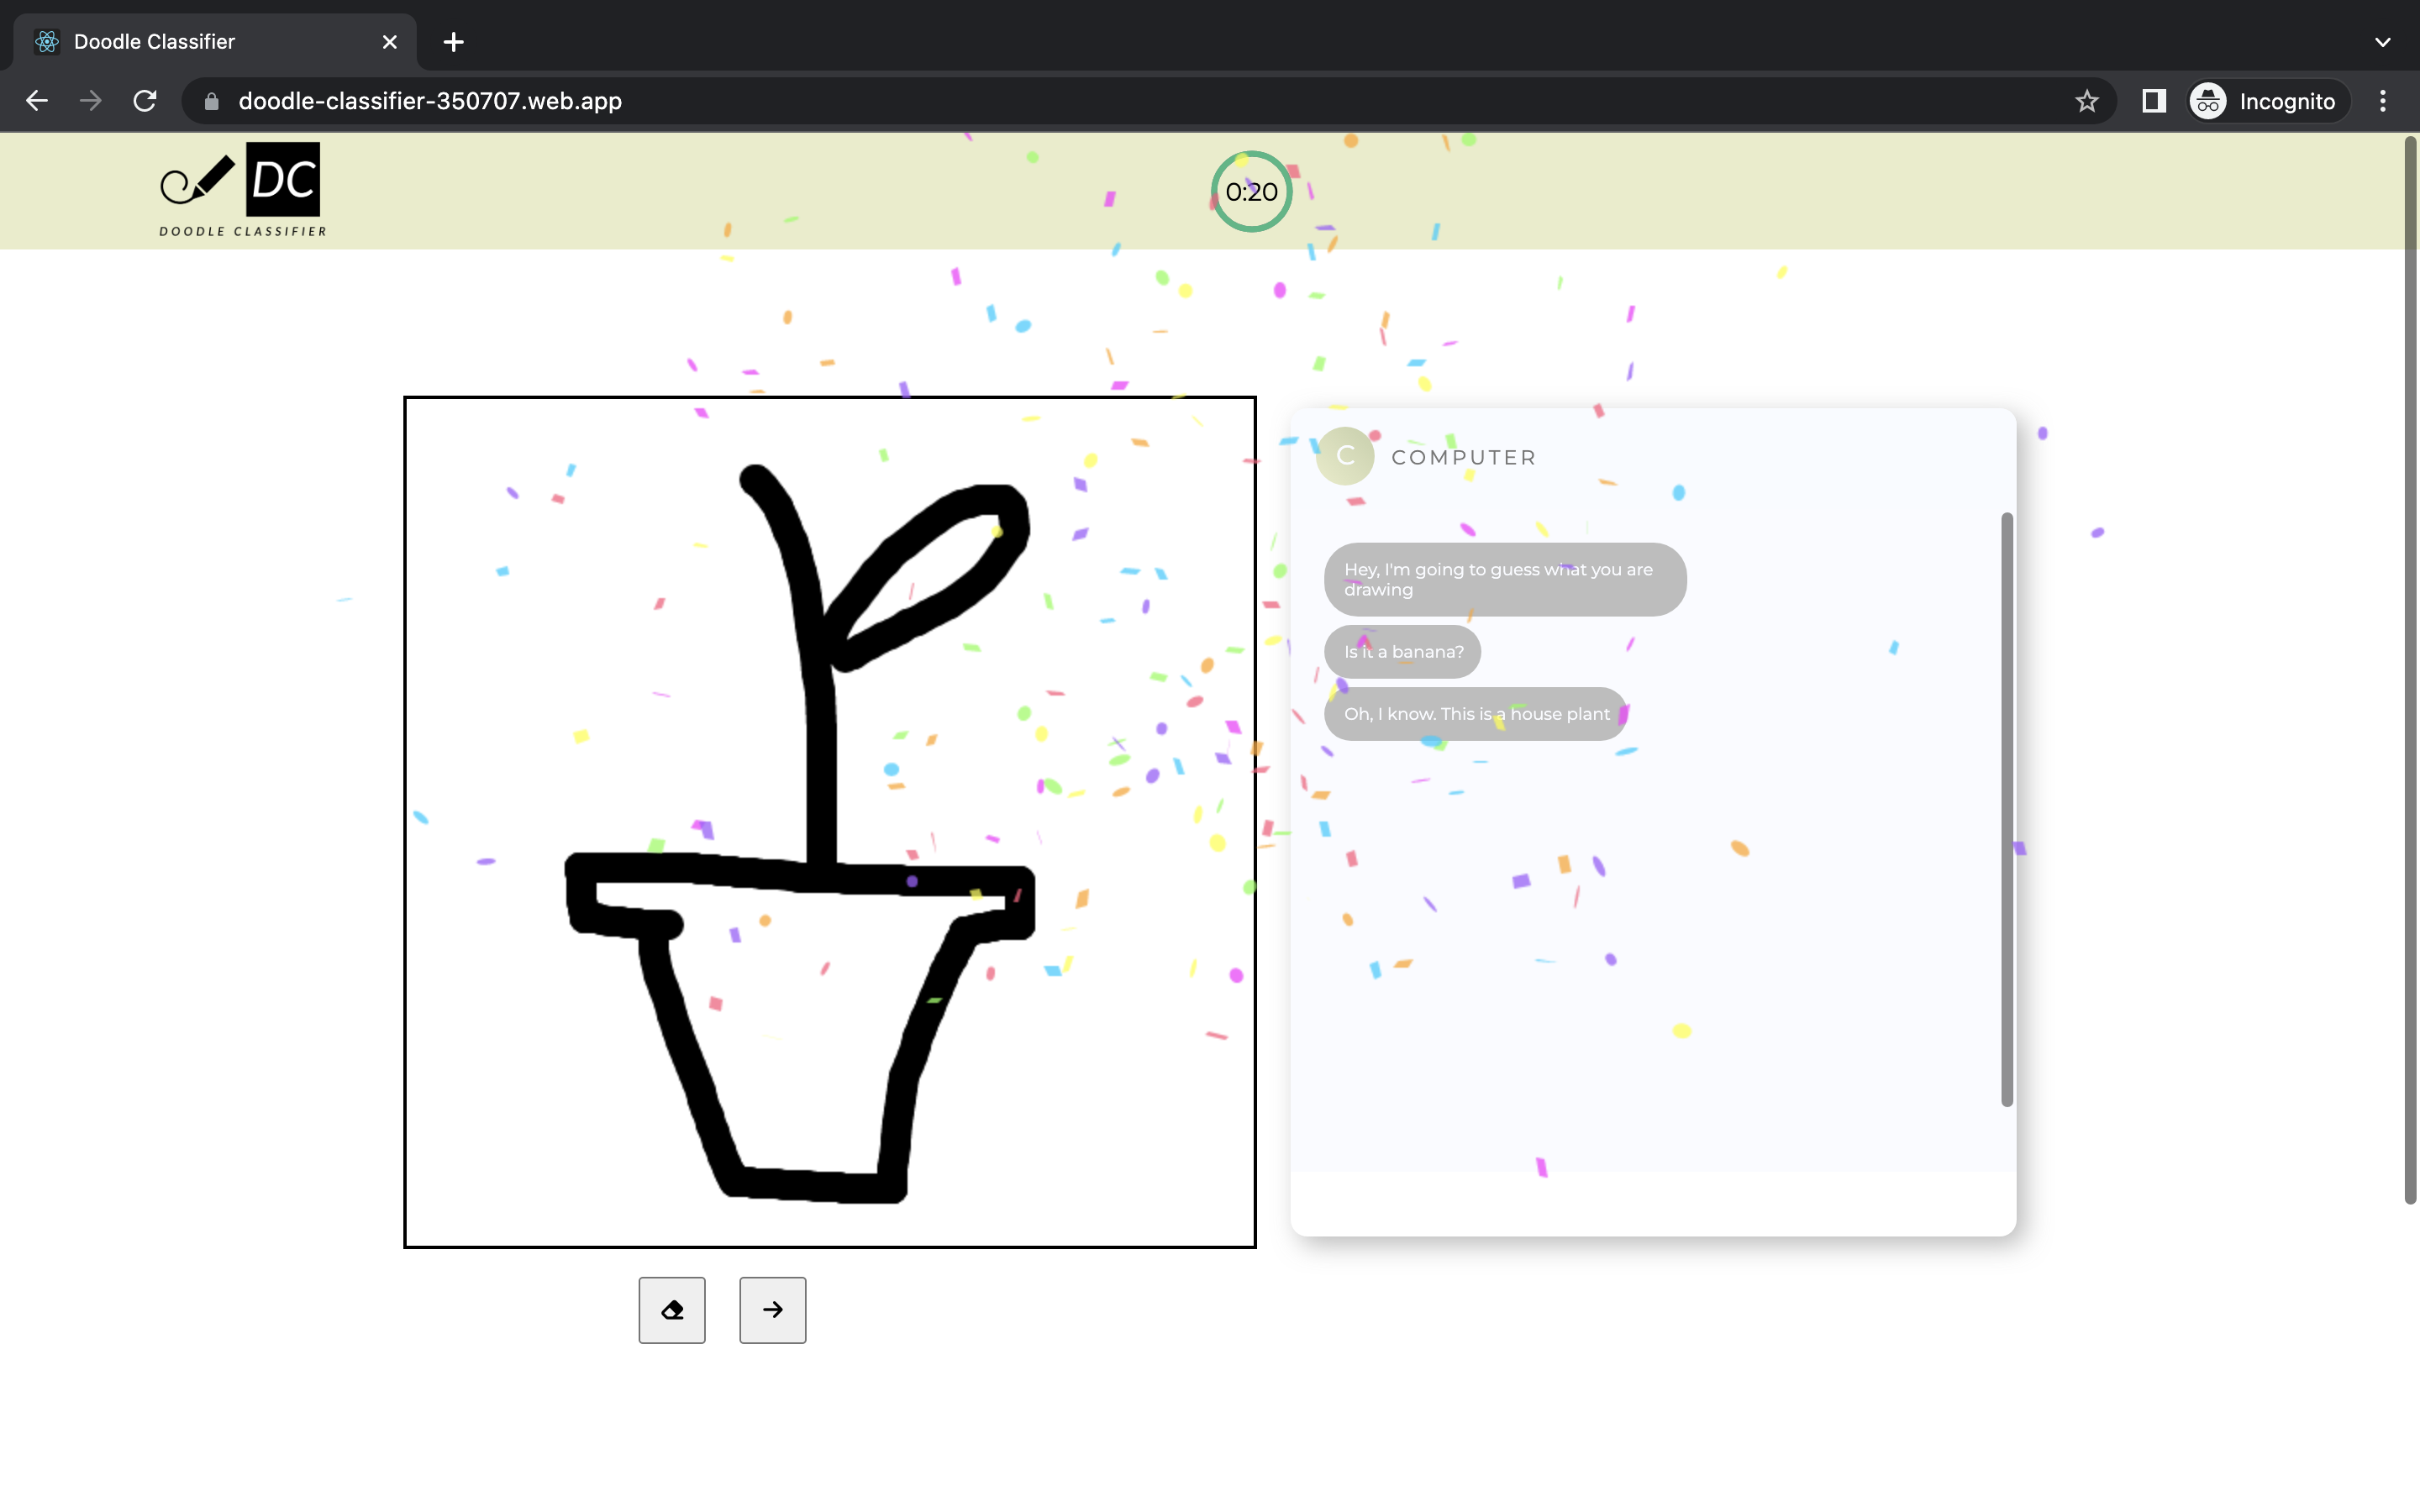 Doodle Classifier
doodle-classifier-350707.web.app
Incognito
DC
DOODLE CLASSIFIER
0:20
C
COMPUTER
Hey, I'm going to guess what you are
drawing
Is it a banana?
Oh, I know. This is a house plant